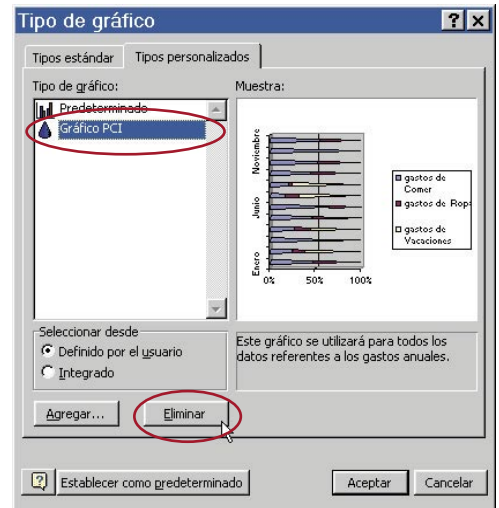 Tipo de gráfico
Tipos estándar
Tipos personalizados
Tipo de gráfico:
Predeterminado
Gráfico PCI
Muestra:
Noviembre
Junio
Enero
0%
50%
100%
gastos de
Comer
gastos de Rop
gastos de
Vacaciones
Seleccionar desde
Definido por el usuario
Integrado
Este gráfico se utilizará para todos los
datos referentes a los gastos anuales.
Agregar...
Eliminar
Establecer como predeterminado
Aceptar
Cancelar